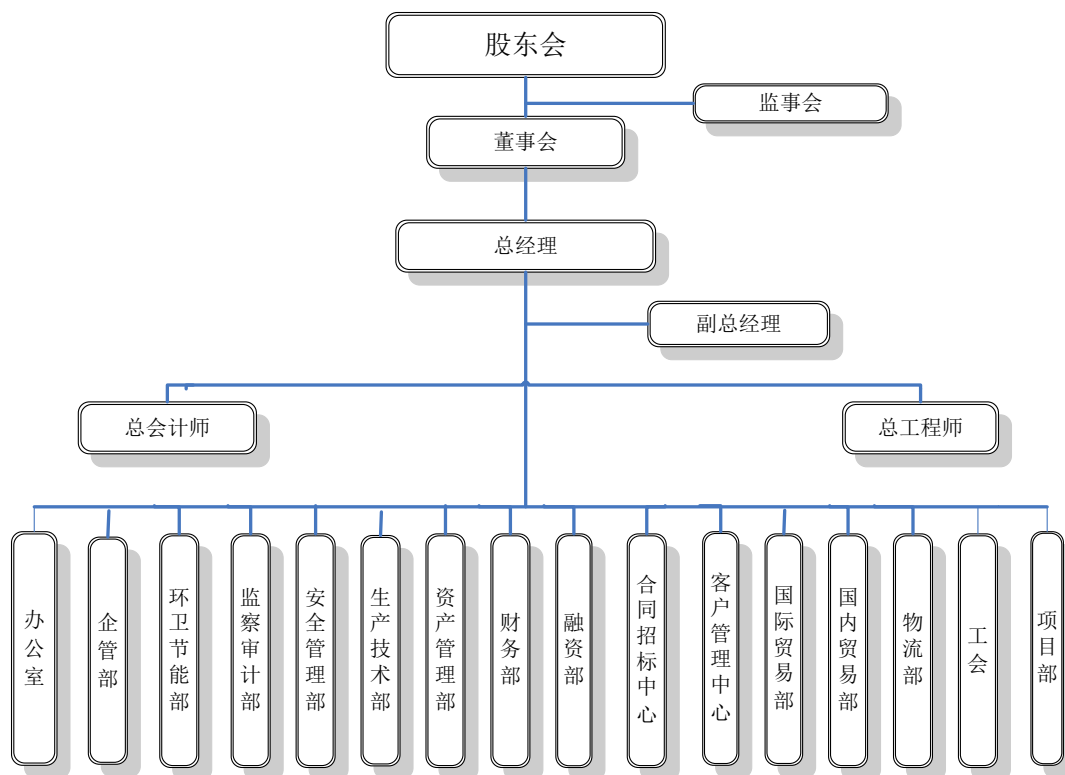 股东会
监事会
董事会
总经理
副总经理
总会计师
总工程师
办公室
企管部
环卫节能部
监察审计部
安全管理部
生产技术部
资产管理部
财务部
融资部
合同招标中心
客户管理中心
国际贸易部
国内贸易部
物流部
工会
项目部